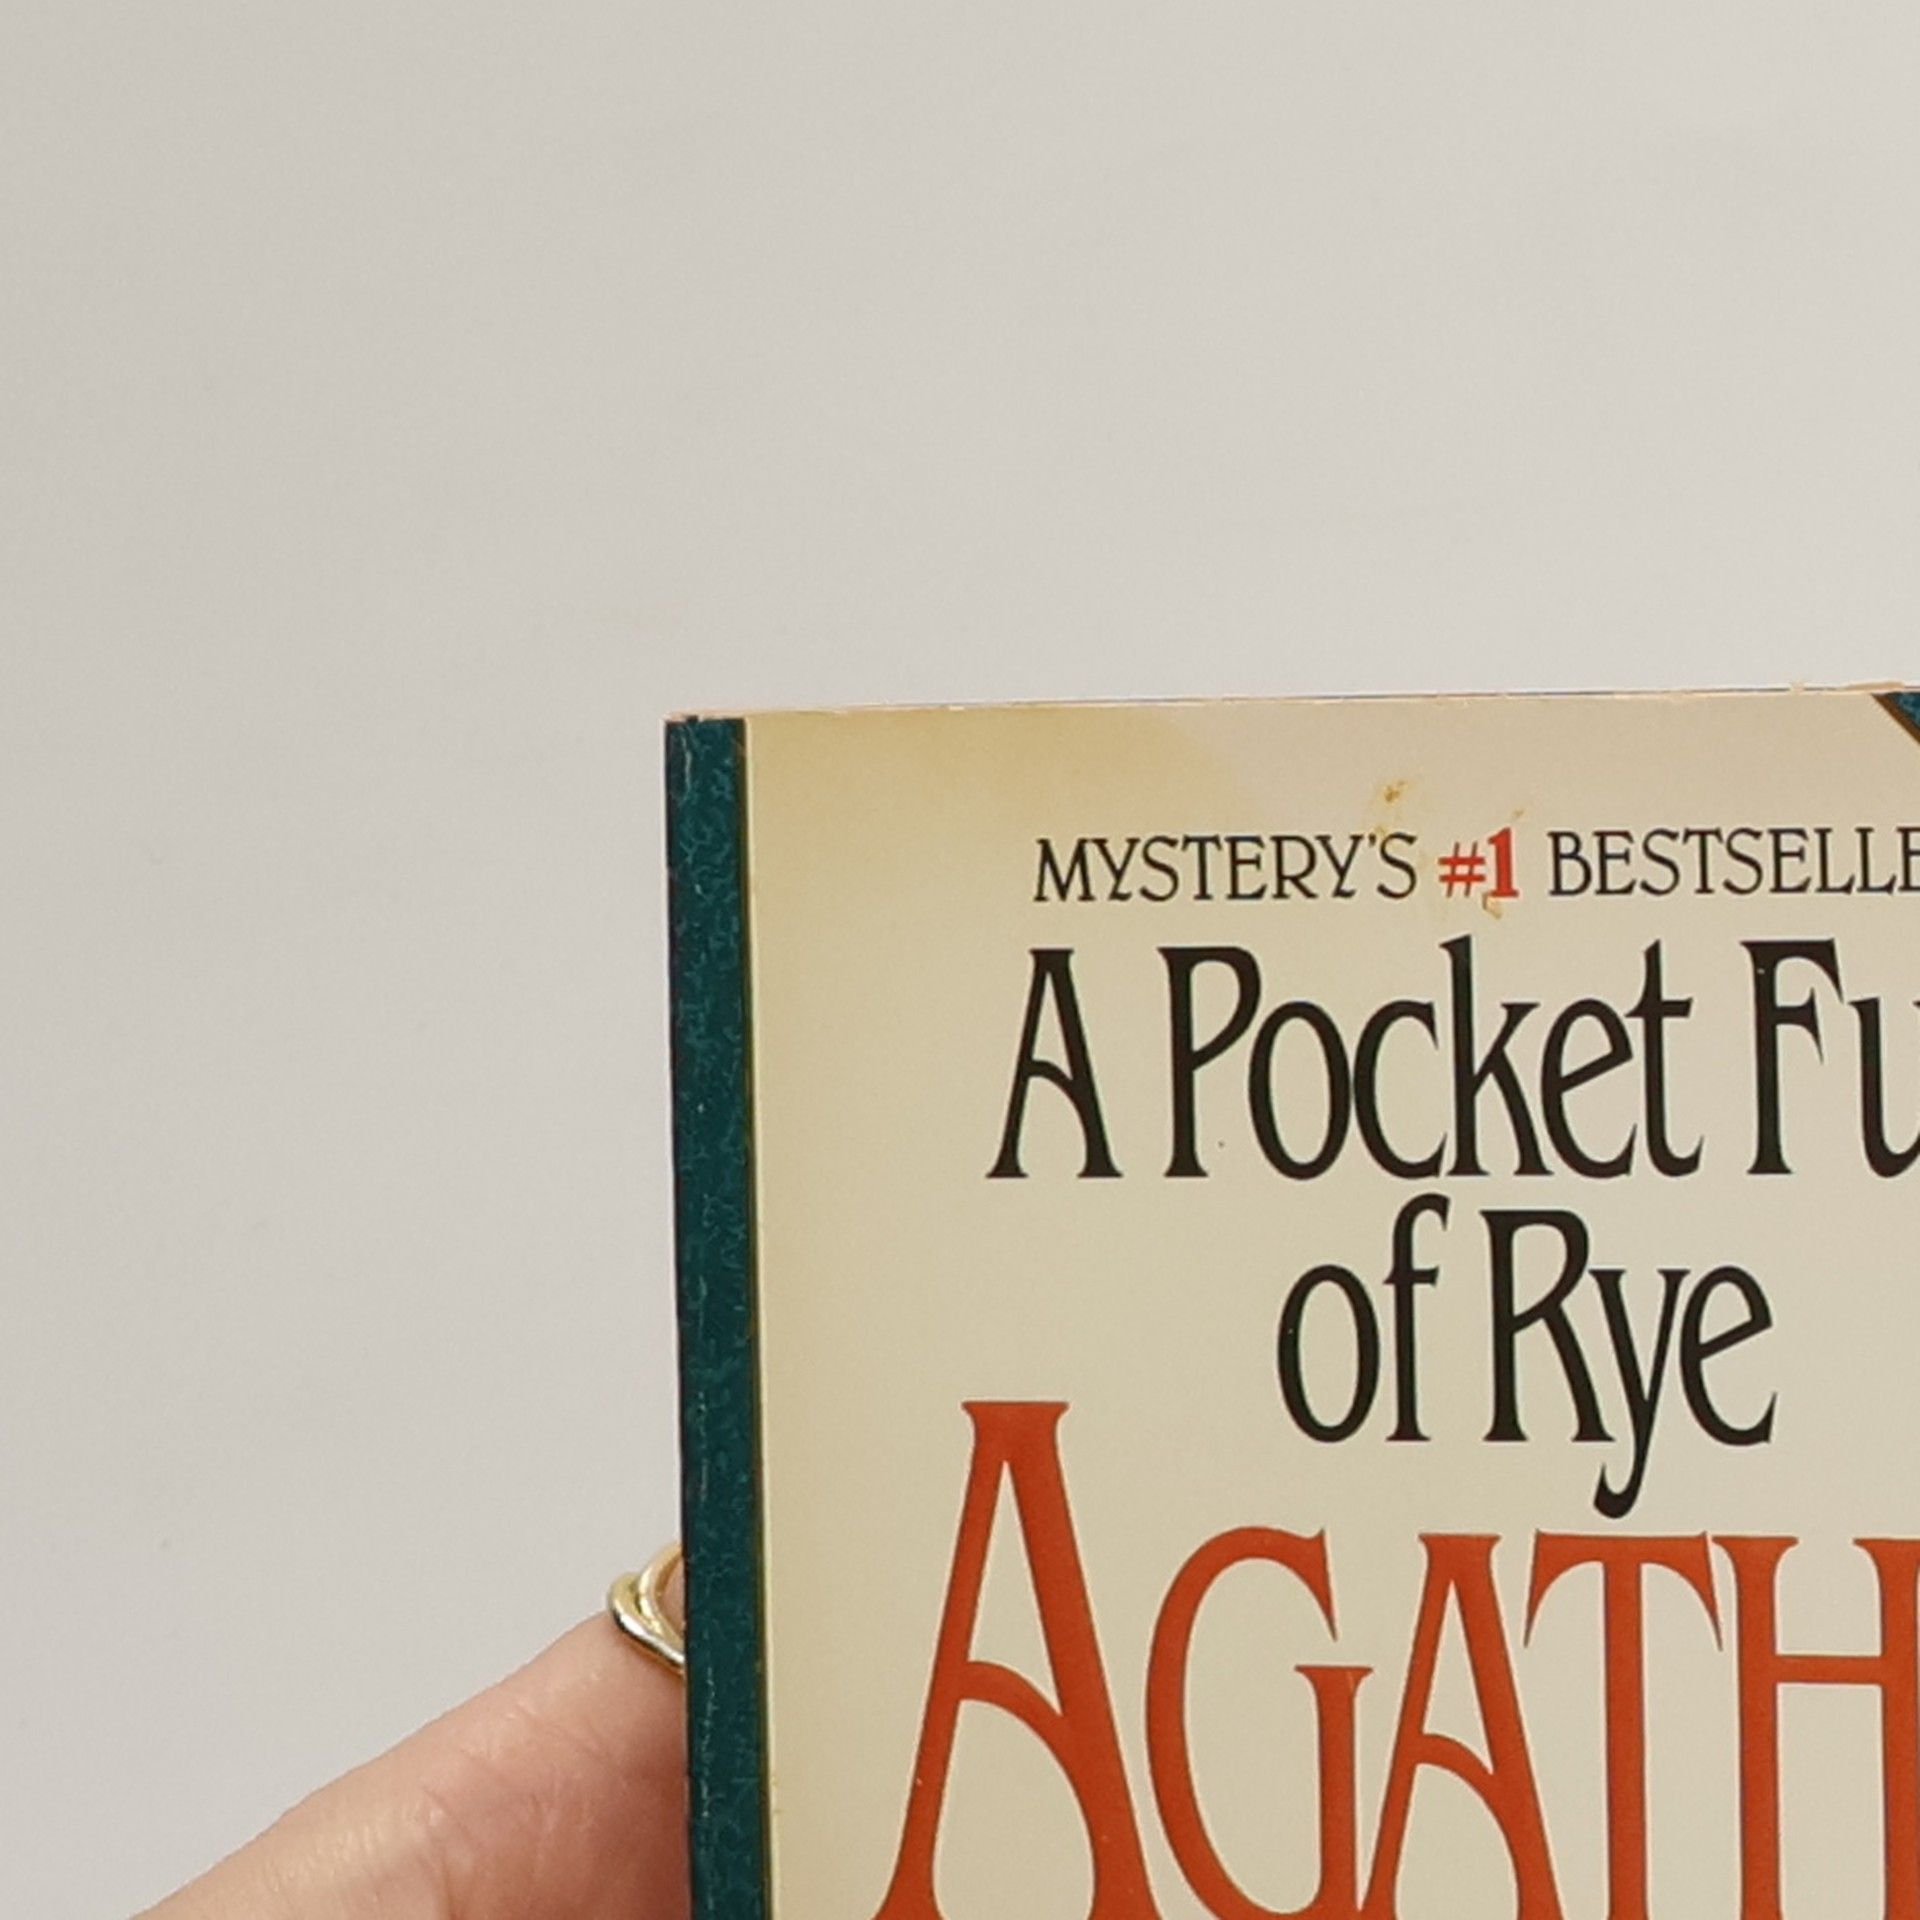 MYSTERY'S #1 BESTSELLE
A Pocket Fu
of Rye
AGATH